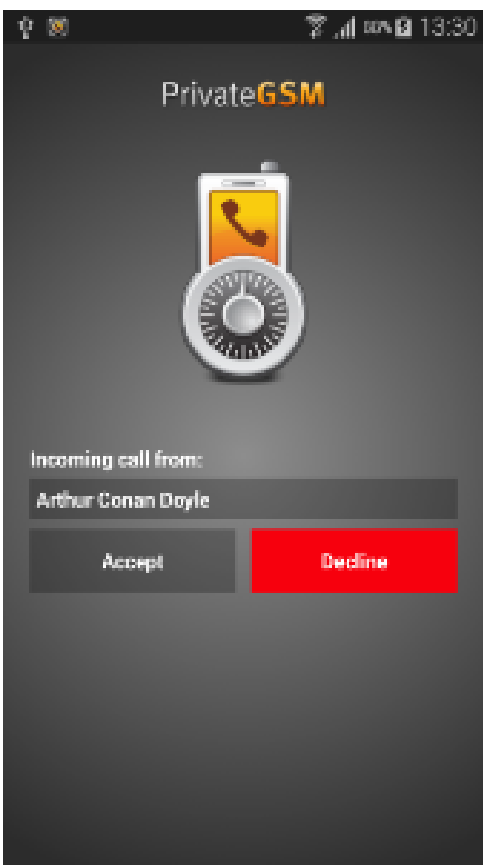 13:30
PrivateGSM
Incoming call from:
Arthur Conan Doyle
Accept
Decline